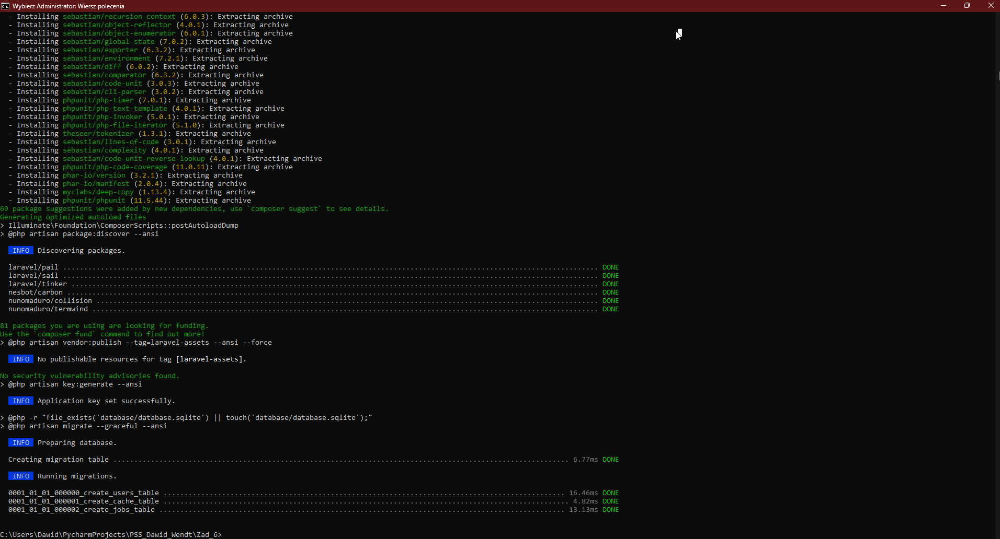 Wybierz Administrator: Wiersz polecenia
- Installing sebastian/recursion-context (6.0.3): Extracting archive
- Installing sebastian/object-reflector (4.0.1): Extracting archive
- Installing sebastian/object-enumerator (6.0.1): Extracting archive
- Installing sebastian/global-state (7.0.2): Extracting archive
- Installing sebastian/exporter (6.3.2): Extracting archive
- Installing sebastian/environment (7.2.1): Extracting archive
- Installing sebastian/diff (6.0.2): Extracting archive
- Installing sebastian/comparator (6.3.2): Extracting archive
- Installing sebastian/code-unit (3.0.3): Extracting archive
- Installing sebastian/cli-parser (3.0.2): Extracting archive
- Installing phpunit/php-timer (7.0.1): Extracting archive
- Installing phpunit/php-text-template (4.0.1): Extracting archive
- Installing phpunit/php-invoker (5.0.1): Extracting archive
- Installing phpunit/php-file-iterator (5.1.0): Extracting archive
- Installing theseer/tokenizer (1.3.1): Extracting archive
- Installing sebastian/lines-of-code (3.0.1): Extracting archive
- Installing sebastian/complexity (4.0.1): Extracting archive
- Installing sebastian/code-unit-reverse-lookup (4.0.1): Extracting archive
- Installing phpunit/php-code-coverage (11.0.11): Extracting archive
- Installing phar-io/version (3.2.1): Extracting archive
- Installing phar-io/manifest (2.0.4): Extracting archive
- Installing myclabs/deep-copy (1.13.4): Extracting archive
- Installing phpunit/phpunit (11.5.44): Extracting archive
69 package suggestions were added by new dependencies, use `composer suggest` to see details.
Generating optimized autoload files
> Illuminate\Foundation\ComposerScripts::postAutoloadDump
> @php artisan package:discover --ansi
INFO Discovering packages.
laravel/pail ........ DONE
laravel/sail ........ DONE
laravel/tinker ........ DONE
nesbot/carbon ........ DONE
nunomaduro/collision ........ DONE
nunomaduro/termwind ........ DONE
81 packages you are using are looking for funding.
Use the `composer fund` command to find out more!
> @php artisan vendor:publish --tag=laravel-assets --ansi --force
INFO No publishable resources for tag [laravel-assets].
No security vulnerability advisories found.
> @php artisan key:generate --ansi
INFO Application key set successfully.
> @php -r "file_exists('database/database.sqlite') || touch('database/database.sqlite');"
> @php artisan migrate --graceful --ansi
INFO Preparing database.
Creating migration table ........ 6.77ms DONE
INFO Running migrations.
0001_01_01_000000_create_users_table ........ 16.46ms DONE
0001_01_01_000001_create_cache_table ........ 4.82ms DONE
0001_01_01_000002_create_jobs_table ........ 13.13ms DONE
C:\Users\Dawid\PycharmProjects\PSS_Dawid_Wendt\Zad_6>